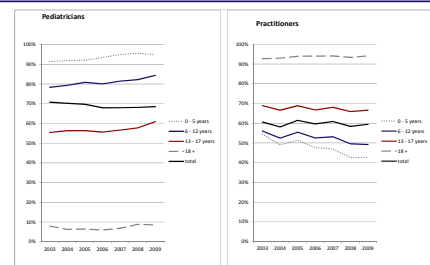 Pediatricians
100%
90%
80%
70%
60%
50%
40%
30%
20%
10%
0%
2003 2004 2005 2006 2007 2008 2009
0 - 5 years
6 - 12 years
13 - 17 years
18 +
total
Practitioners
100%
90%
80%
70%
60%
50%
40%
30%
20%
10%
0%
2003 2004 2005 2006 2007 2008 2009
0 - 5 years
6 - 12 years
13 - 17 years
18 +
total